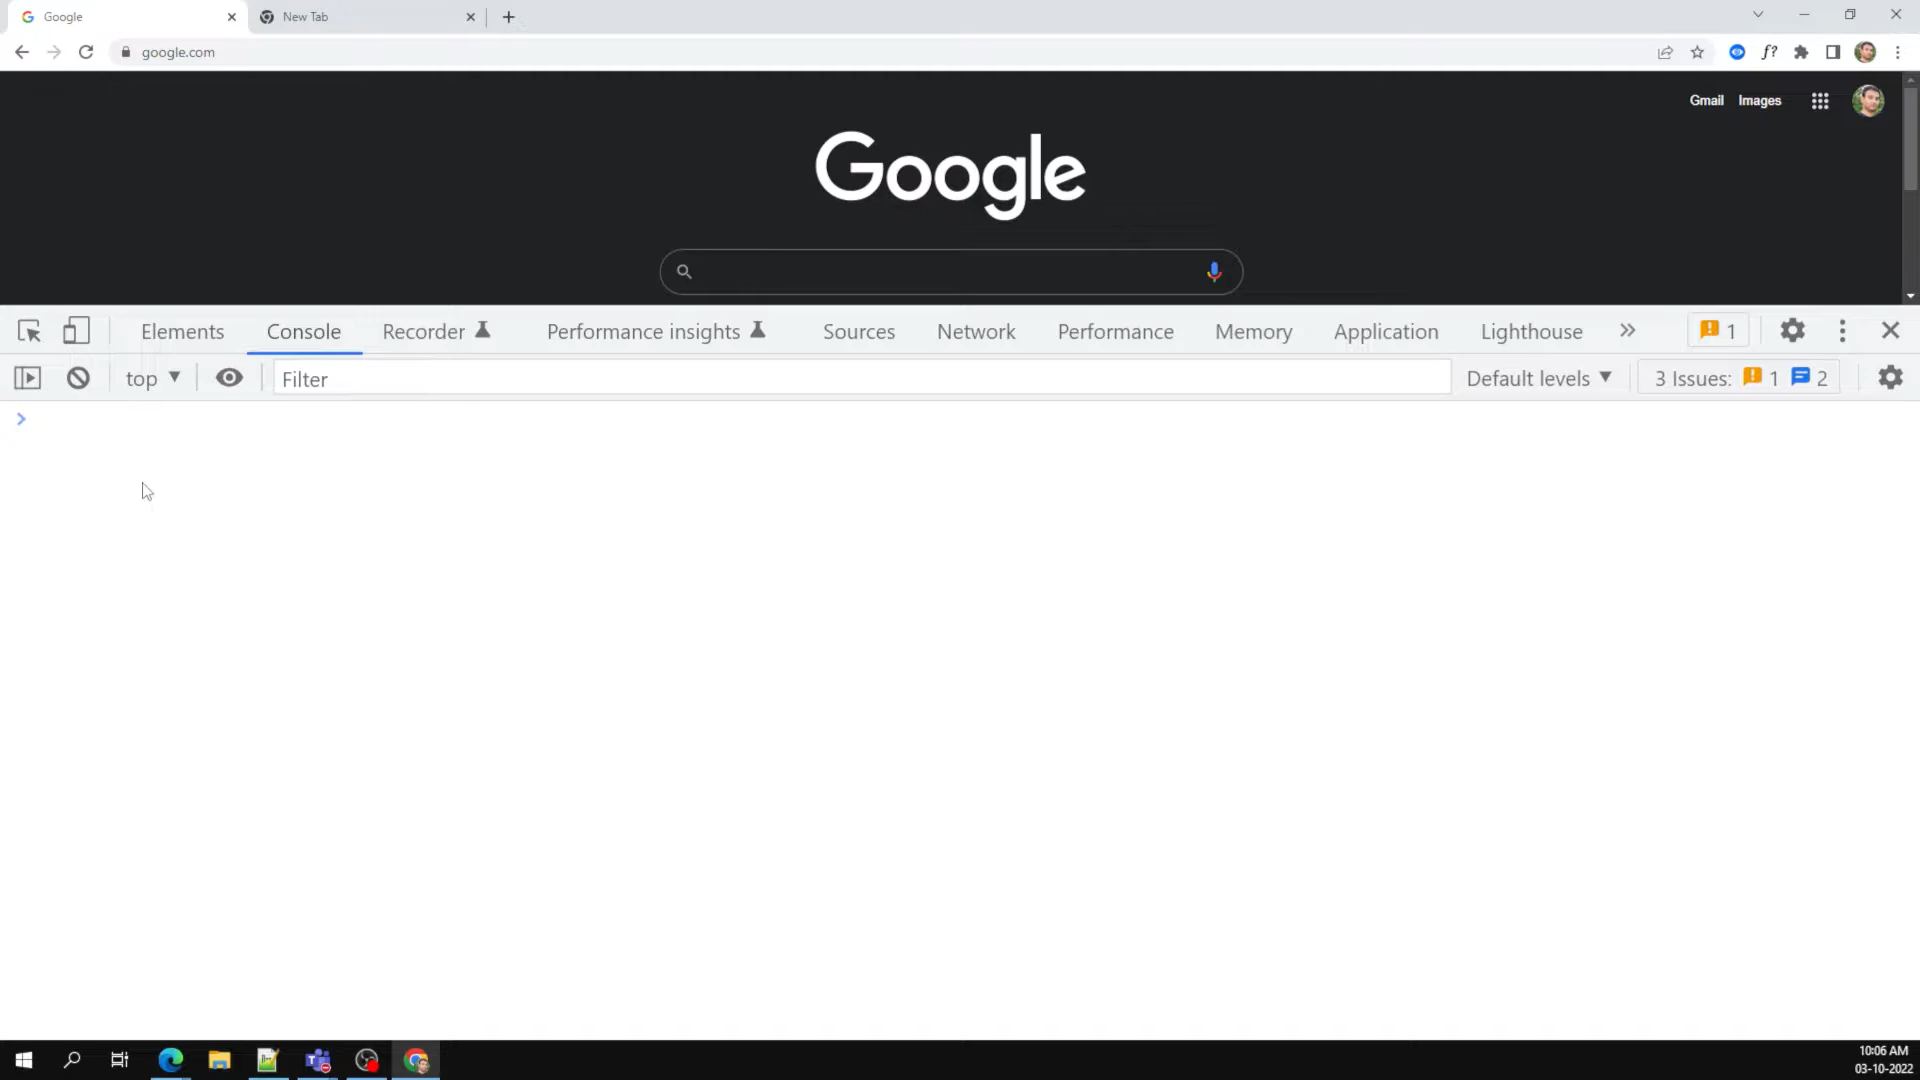 Google
New Tab
google.com
f?
Gmail Images
Google
Elements Console Recorder Performance insights Sources Network Performance Memory Application Lighthouse » 1
top Filter Default levels 3 Issues: 1 2
>
10:06 AM
03-10-2022